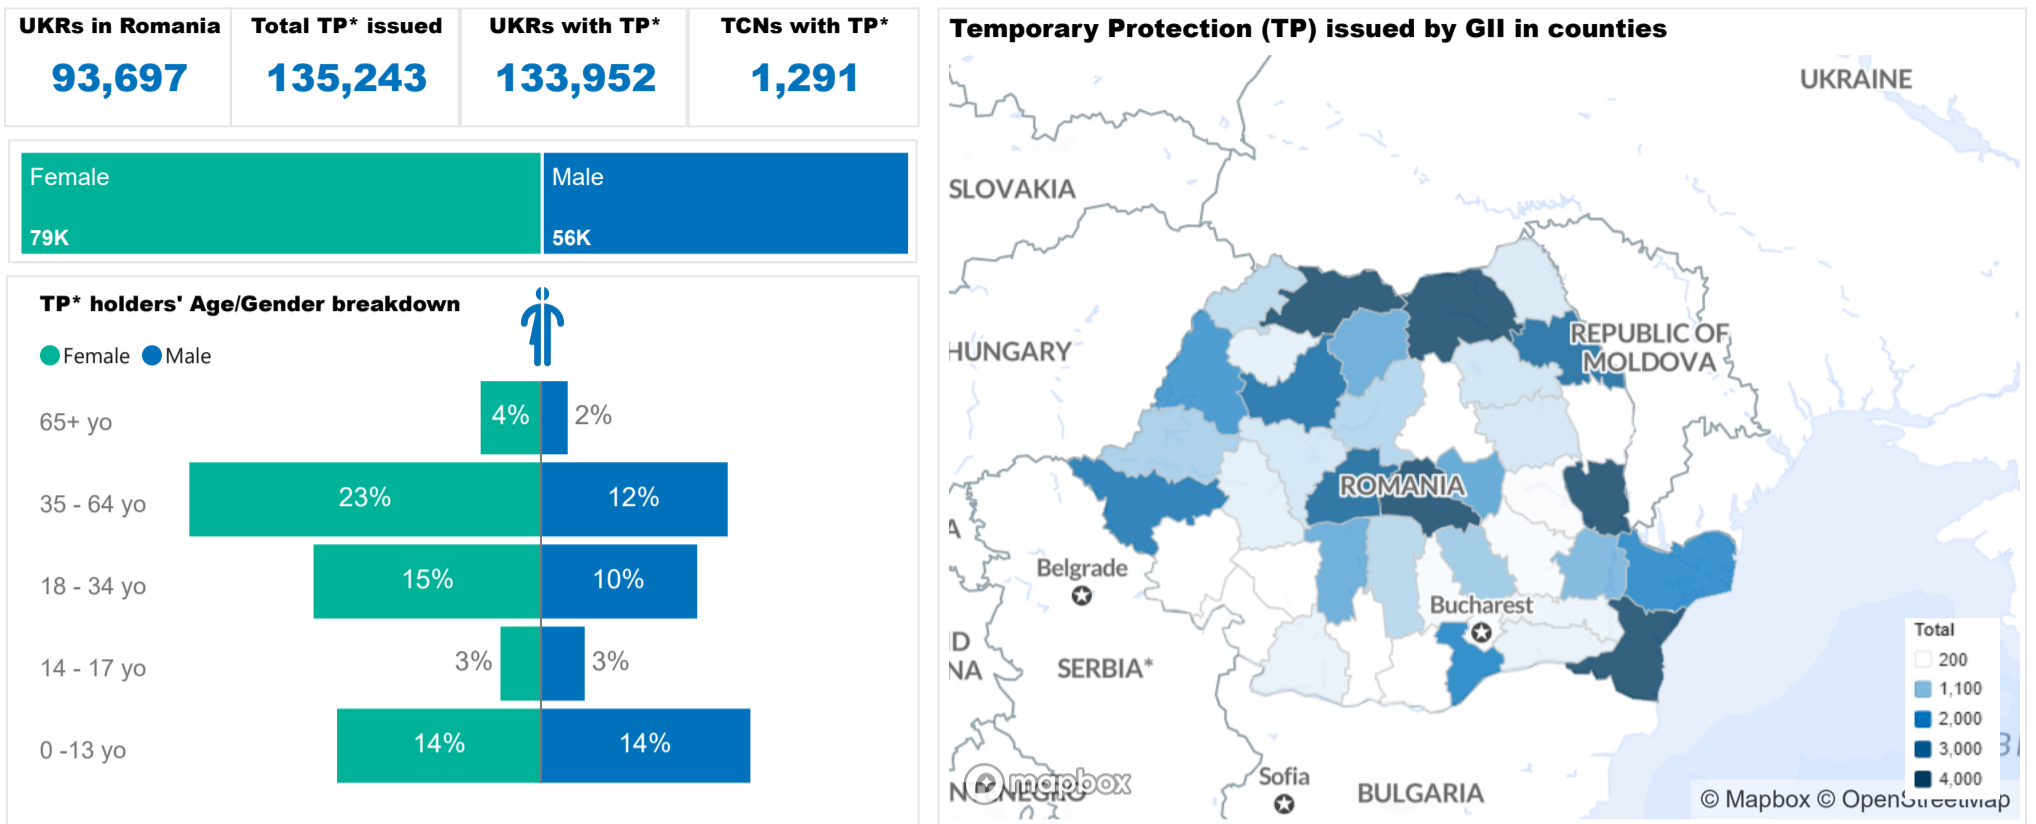 UKRs in Romania
93,697
Total TP* issued
135,243
UKRs with TP*
133,952
TCNs with TP*
1,291
Female
79K
Male
56K
TP* holders' Age/Gender breakdown
Female Male
65+ yo 4% 2%
35 - 64 yo 23% 12%
18 - 34 yo 15% 10%
14 - 17 yo 3% 3%
0 -13 yo 14% 14%
Temporary Protection (TP) issued by GII in counties
UKRAINE
SLOVAKIA
HUNGARY
REPUBLIC OF
MOLDOVA
ROMANIA
Belgrade
Bucharest
SERBIA*
Sofia
BULGARIA
mapbox
Total
200
1,100
2,000
3,000
4,000
© Mapbox © OpenStreetMap